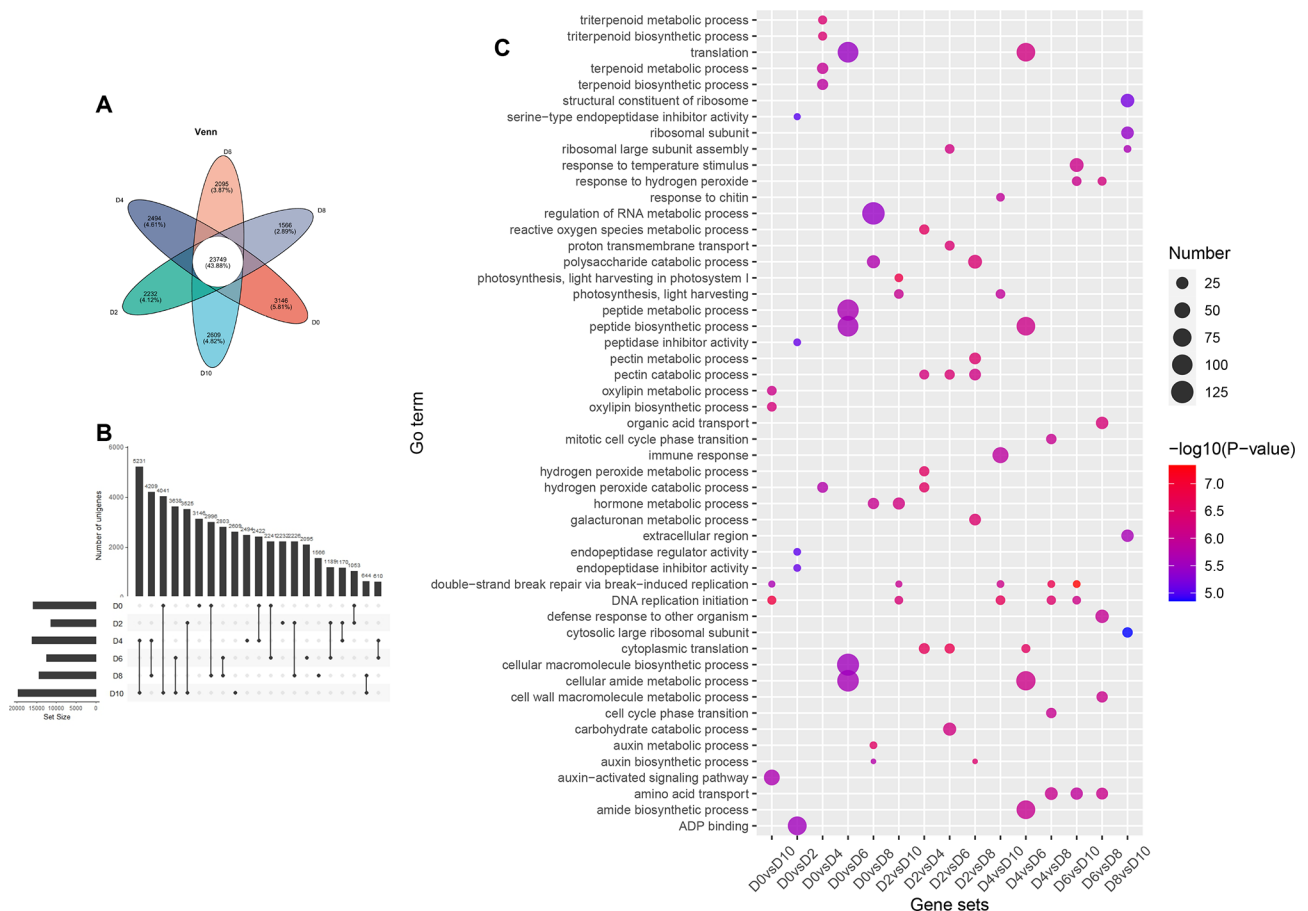 A
Venn
D6
2095
(3.87%)
D4
2494
(4.61%)
D8
1566
(2.89%)
23749
(43.88%)
2232
(4.12%)
D2
3146
(5.81%)
D0
2609
(4.82%)
D10
B
Number of unigenes
6000
4000
2000
0
5231
4209
4041
3635
3525
3146
2996
2803
2609
2494
2422
2241
2232
2226
2095
1566
1189
1170
1053
644
610
D0
D2
D4
D6
D8
D10
20000 15000 10000 5000 0
Set Size
C
Go term
triterpenoid metabolic process
triterpenoid biosynthetic process
translation
terpenoid metabolic process
terpenoid biosynthetic process
structural constituent of ribosome
serine−type endopeptidase inhibitor activity
ribosomal subunit
ribosomal large subunit assembly
response to temperature stimulus
response to hydrogen peroxide
response to chitin
regulation of RNA metabolic process
reactive oxygen species metabolic process
proton transmembrane transport
polysaccharide catabolic process
photosynthesis, light harvesting in photosystem I
photosynthesis, light harvesting
peptide metabolic process
peptide biosynthetic process
peptidase inhibitor activity
pectin metabolic process
pectin catabolic process
oxylipin metabolic process
oxylipin biosynthetic process
organic acid transport
mitotic cell cycle phase transition
immune response
hydrogen peroxide metabolic process
hydrogen peroxide catabolic process
hormone metabolic process
galacturonan metabolic process
extracellular region
endopeptidase regulator activity
endopeptidase inhibitor activity
double−strand break repair via break−induced replication
DNA replication initiation
defense response to other organism
cytosolic large ribosomal subunit
cytoplasmic translation
cellular macromolecule biosynthetic process
cellular amide metabolic process
cell wall macromolecule metabolic process
cell cycle phase transition
carbohydrate catabolic process
auxin metabolic process
auxin biosynthetic process
auxin−activated signaling pathway
amino acid transport
amide biosynthetic process
ADP binding
D0vsD10
D0vsD2
D0vsD4
D0vsD6
D0vsD8
D2vsD10
D2vsD4
D2vsD6
D2vsD8
D4vsD10
D4vsD6
D4vsD8
D6vsD10
D6vsD8
D8vsD10
Gene sets
Number
25
50
75
100
125
−log10(P−value)
7.0
6.5
6.0
5.5
5.0